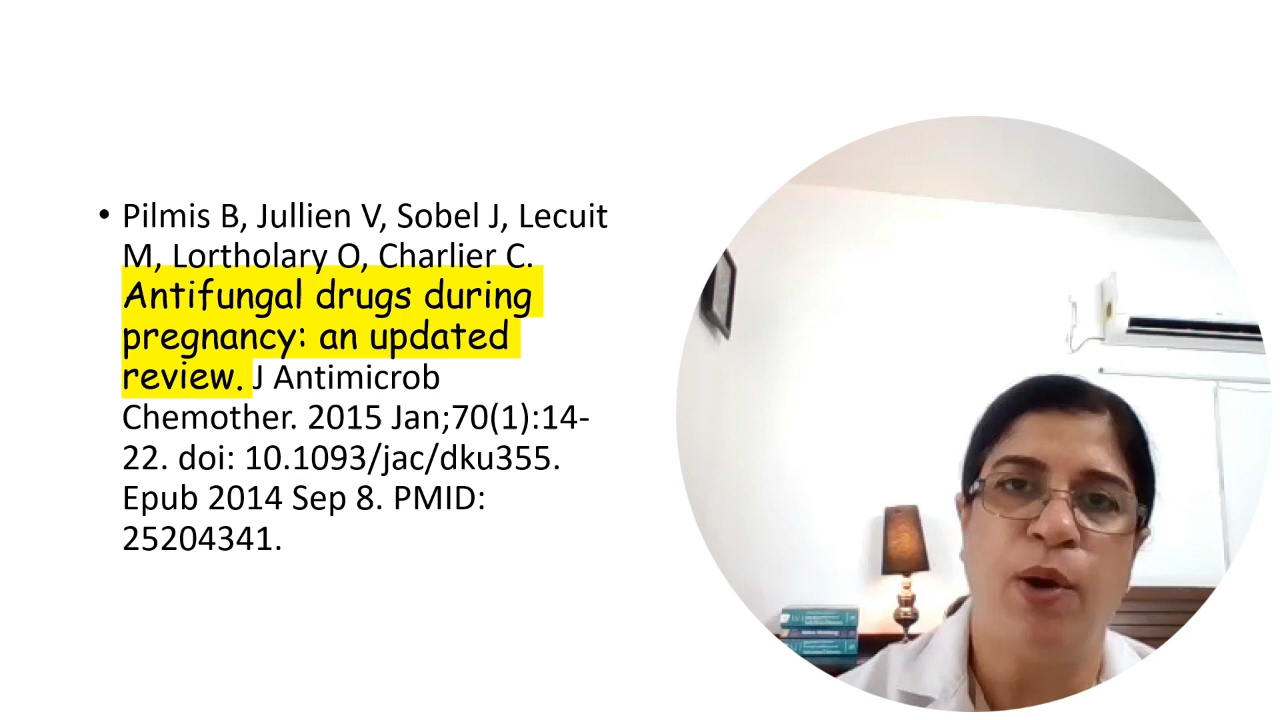 • Pilmis B, Jullien V, Sobel J, Lecuit
M, Lortholary O, Charlier C.
Antifungal drugs during
pregnancy: an updated
review. J Antimicrob
Chemother. 2015 Jan;70(1):14-
22. doi: 10.1093/jac/dku355.
Epub 2014 Sep 8. PMID:
25204341.